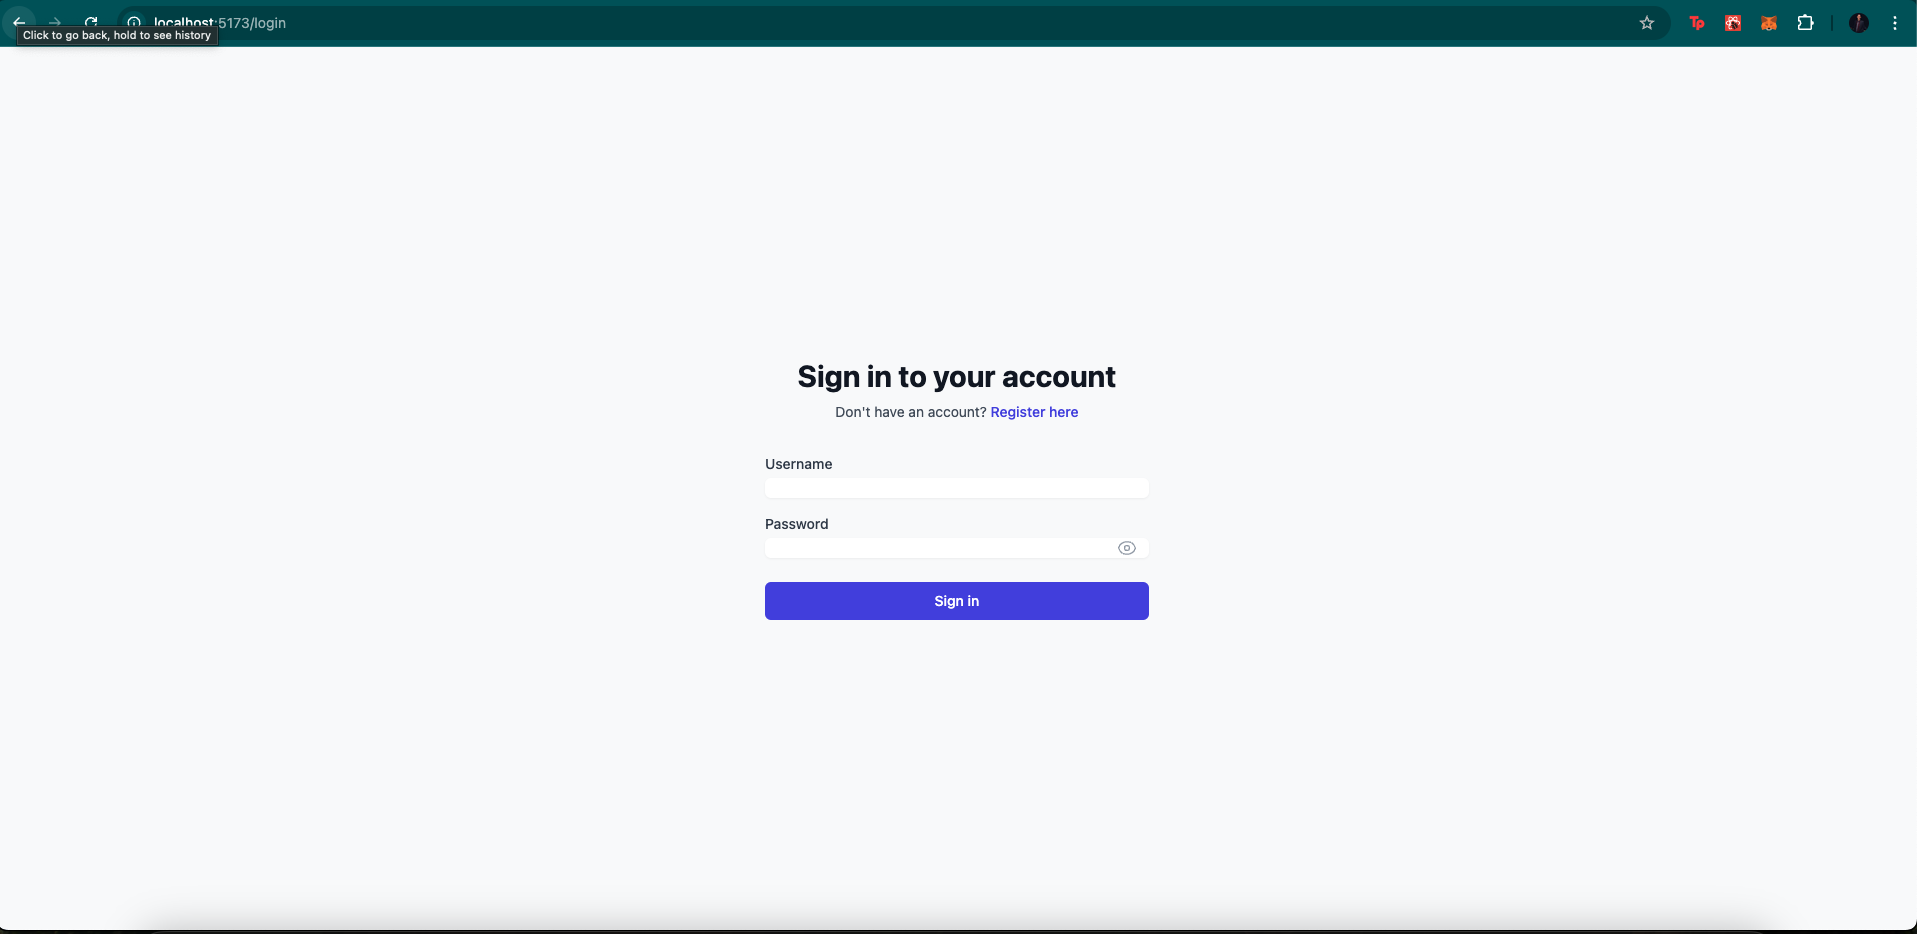 localhost:5173/login
Click to go back, hold to see history
Tp
Sign in to your account
Don't have an account? Register here
Username
Password
Sign in